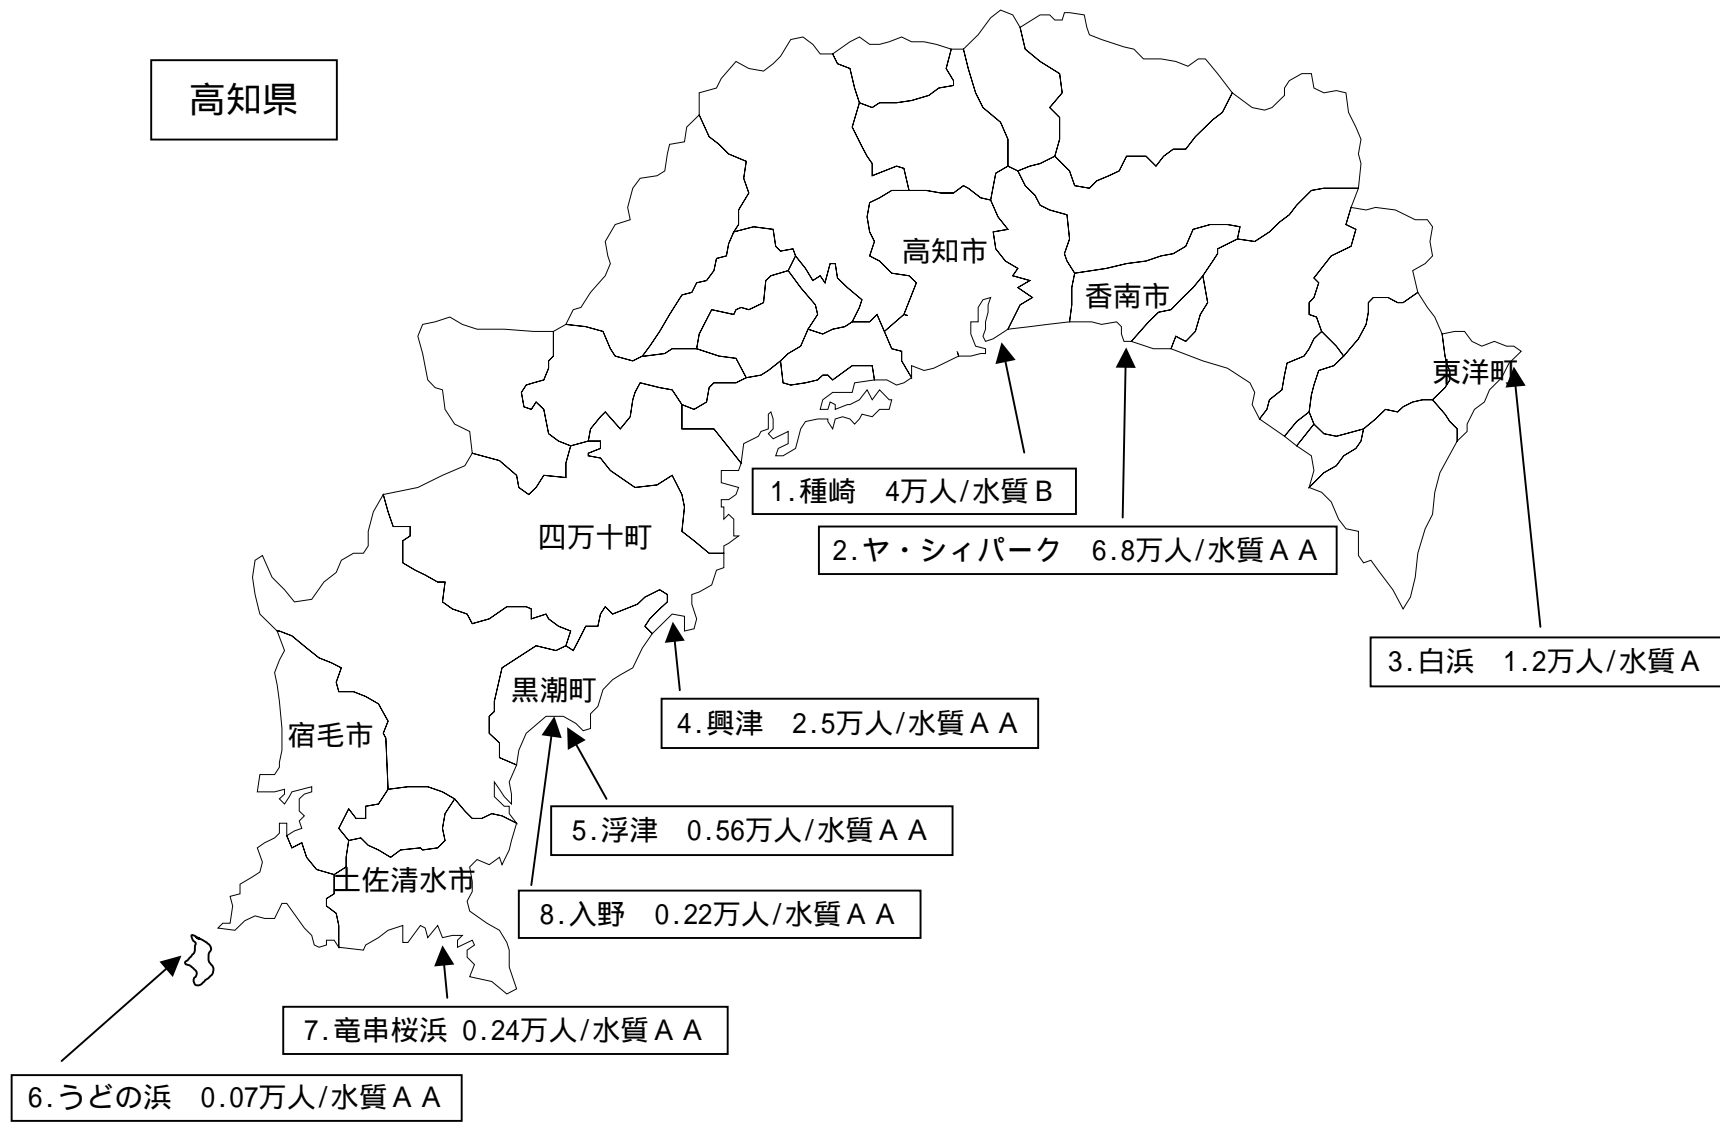 高知県
高知市
香南市
東洋町
1.種崎　4万人/水質Ｂ
2.ヤ・シィパーク　6.8万人/水質ＡＡ
四万十町
3.白浜　1.2万人/水質Ａ
黒潮町
4.興津　2.5万人/水質ＡＡ
宿毛市
5.浮津　0.56万人/水質ＡＡ
土佐清水市
8.入野　0.22万人/水質ＡＡ
7.竜串桜浜 0.24万人/水質ＡＡ
6.うどの浜　0.07万人/水質ＡＡ